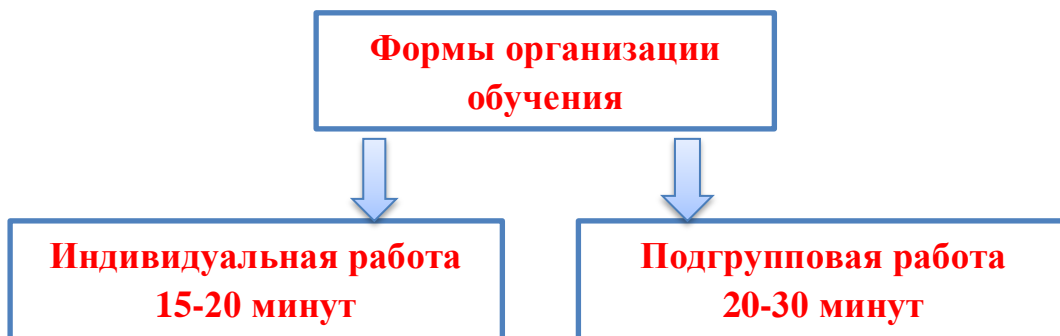 Формы организации
обучения
Индивидуальная работа
15-20 минут
Подгрупповая работа
20-30 минут